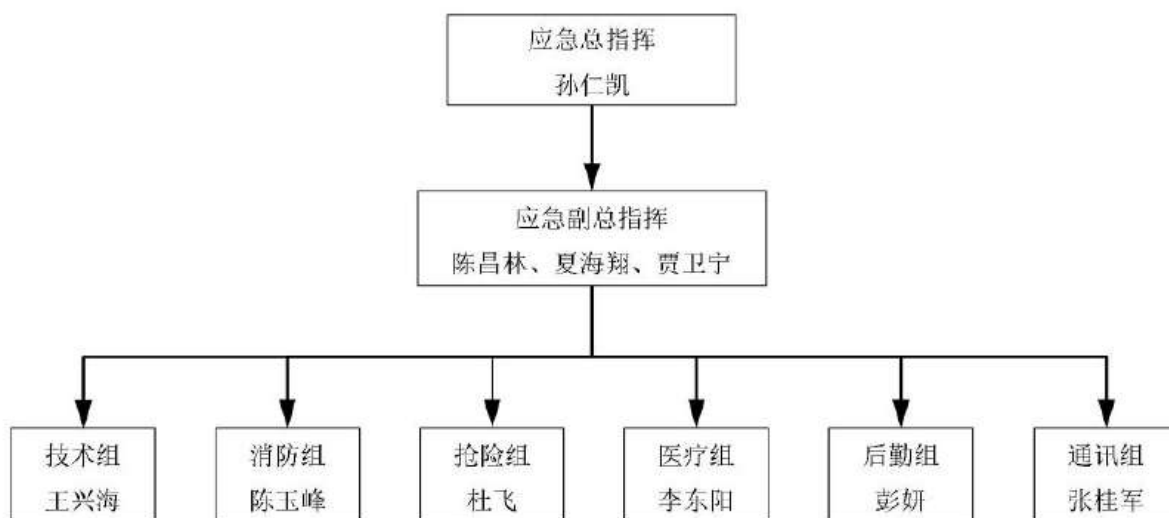 应急总指挥
孙仁凯
应急副总指挥
陈昌林、夏海翔、贾卫宁
技术组
王兴海
消防组
陈玉峰
抢险组
杜飞
医疗组
李东阳
后勤组
彭妍
通讯组
张桂军